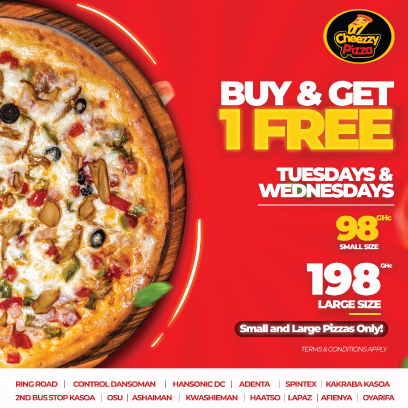 Cheezzy
Pizza
BUY & GET
1 FREE
TUESDAYS &
WEDNESDAYS
98 GHc
SMALL SIZE
198 GHc
LARGE SIZE
Small and Large Pizzas Only!
TERMS & CONDITIONS APPLY
RING ROAD | CONTROL DANSOMAN | HANSONIC DC | ADENTA | SPINTEX | KAKRABA KASOA
2ND BUS STOP KASOA | OSU | ASHAIMAN | KWASHIEMAN | HAATSO | LAPAZ | AFIENYA | OYARIFA